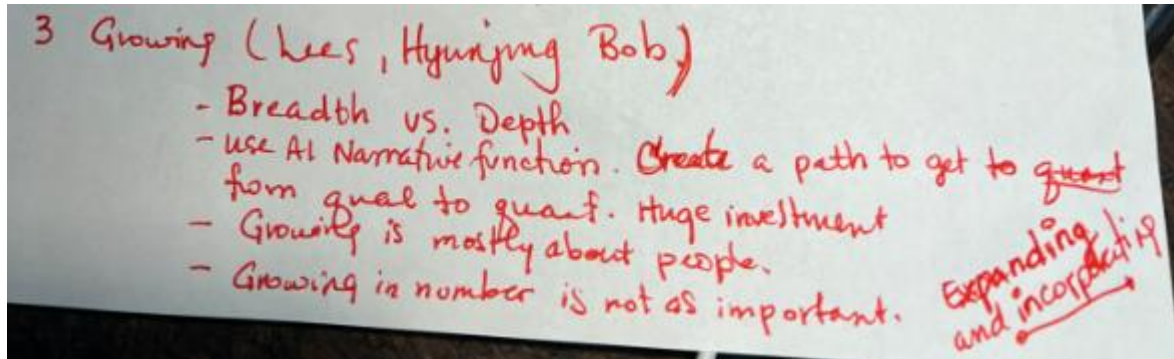 3 Growing (Lees, Hyunjing Bob)
- Breadth vs. Depth
- use AI Narrative function. Create a path to get to quant
from qual to quant. Huge investment
- Growing is mostly about people.
- Growing in number is not as important.
Expanding
and incorporating